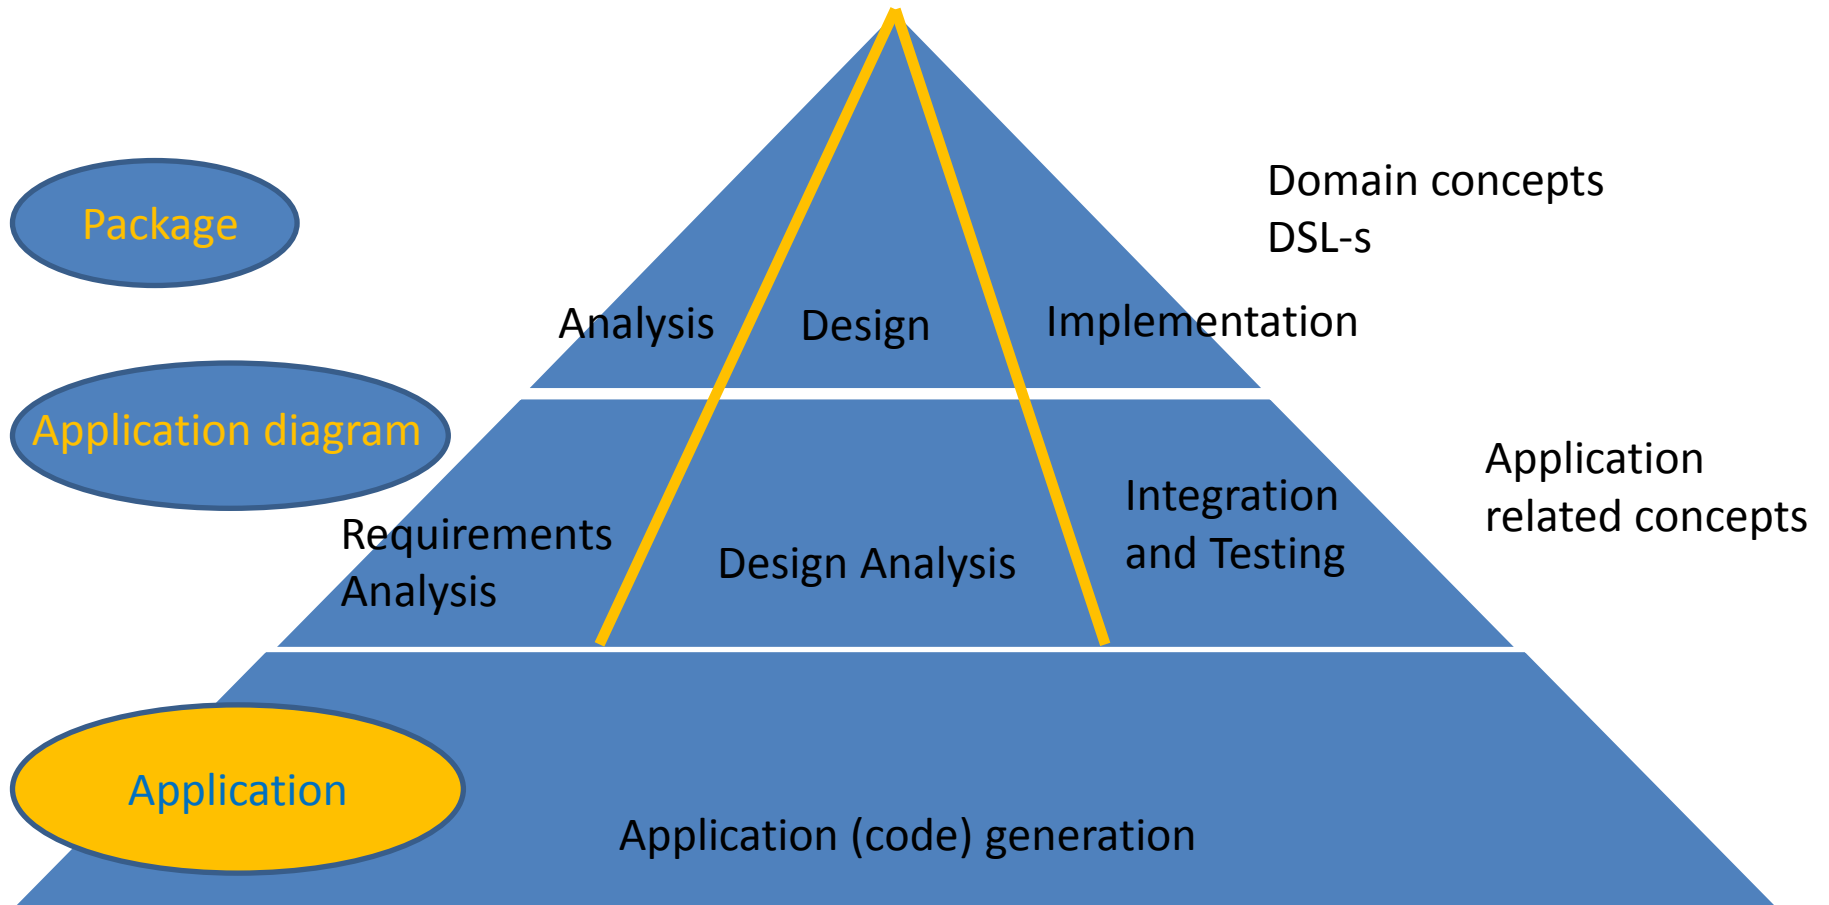 Package
Domain concepts
DSL-s
Analysis
Design
Implementation
Application diagram
Application
related concepts
Requirements
Analysis
Design Analysis
Integration
and Testing
Application
Application (code) generation